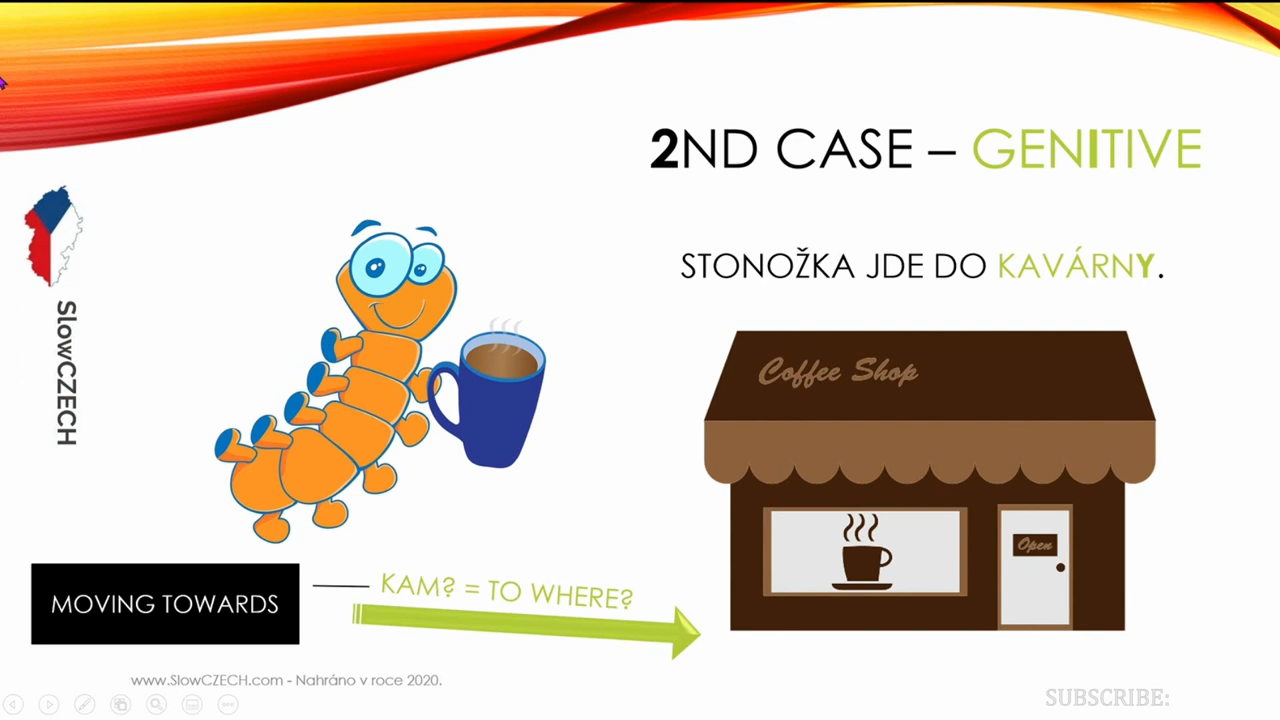 2ND CASE – GENITIVE
STONOŽKA JDE DO KAVÁRNY.
SlowCZECH
Coffee Shop
Open
MOVING TOWARDS
KAM? = TO WHERE?
www.SlowCZECH.com - Nahráno v roce 2020.
SUBSCRIBE: